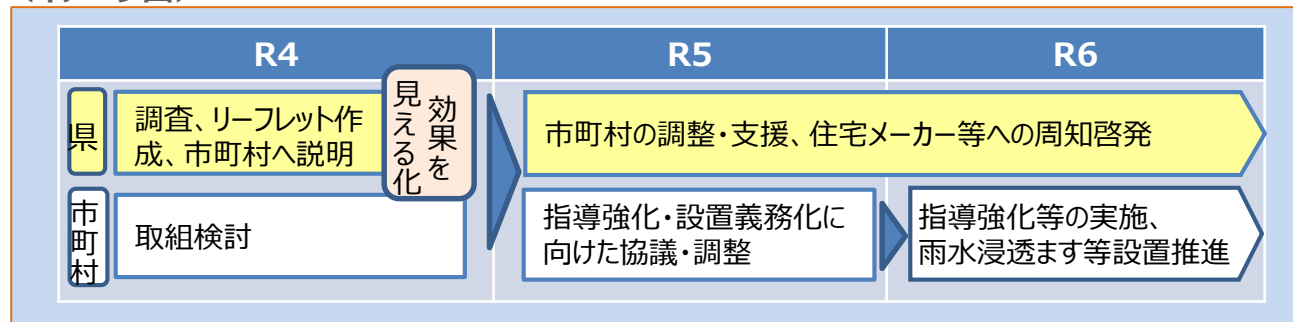 R4
R5
R6
県
調査、リーフレット作
成、市町村へ説明
効果を
見える化
市町村の調整・支援、住宅メーカー等への周知啓発
市町村
取組検討
指導強化・設置義務化に
向けた協議・調整
指導強化等の実施、
雨水浸透ます等設置推進